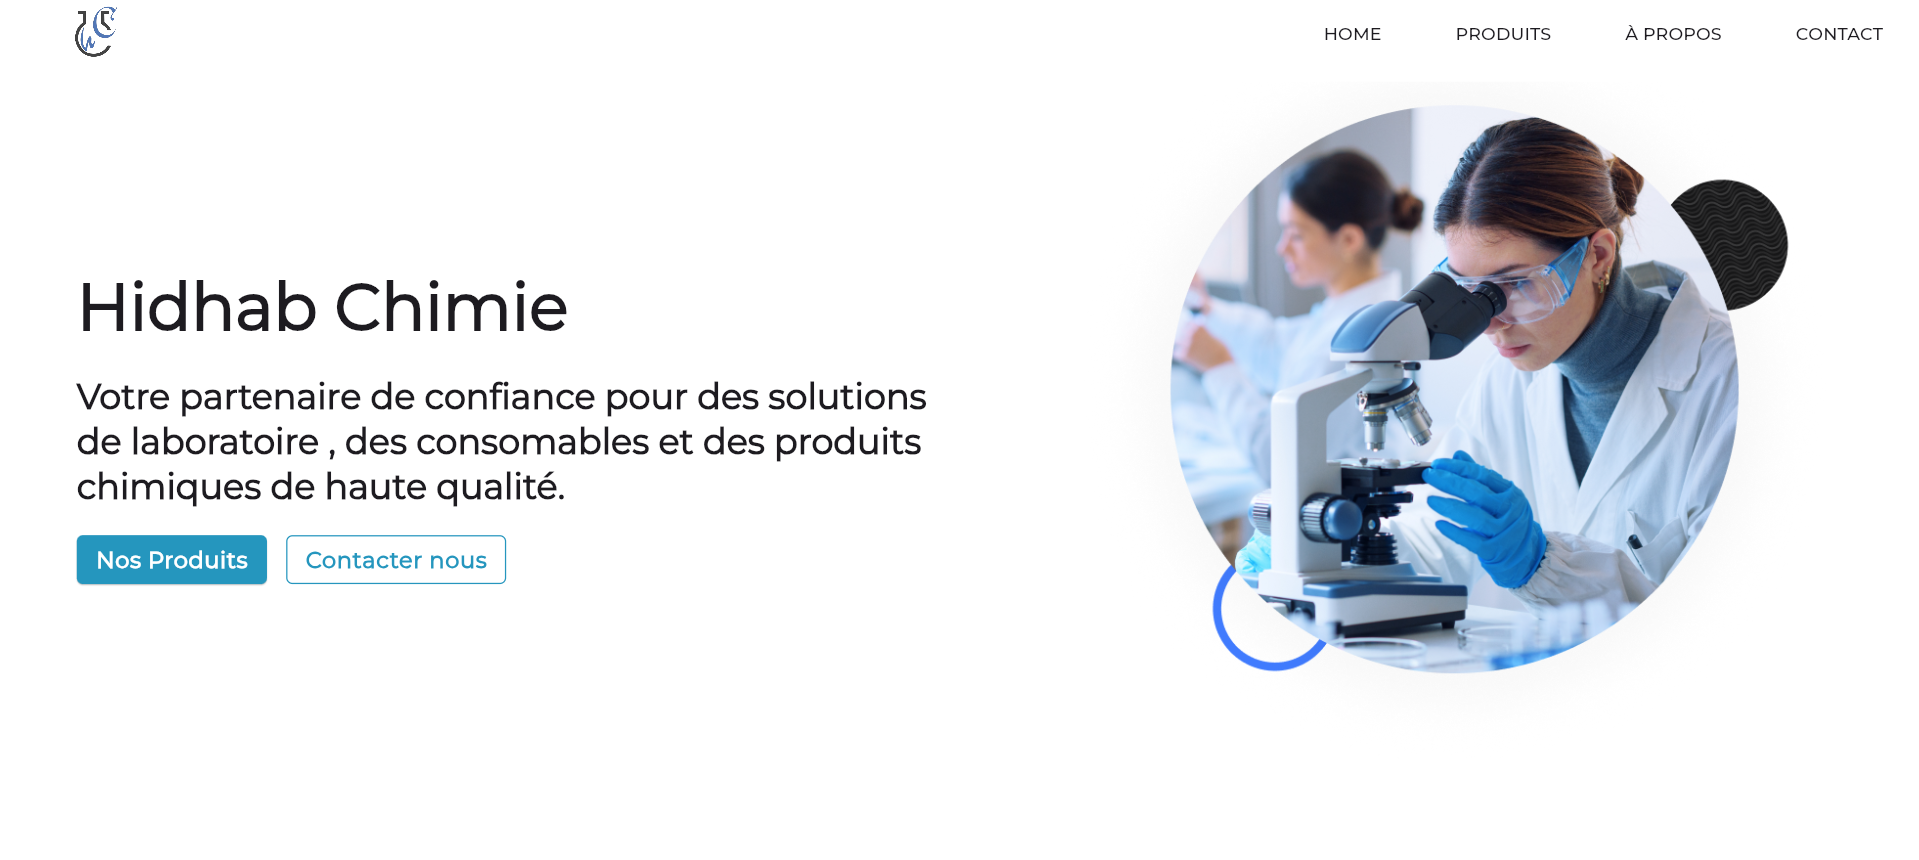 HOME
PRODUITS
À PROPOS
CONTACT
Hidhab Chimie
Votre partenaire de confiance pour des solutions
de laboratoire , des consomables et des produits
chimiques de haute qualité.
Nos Produits
Contacter nous